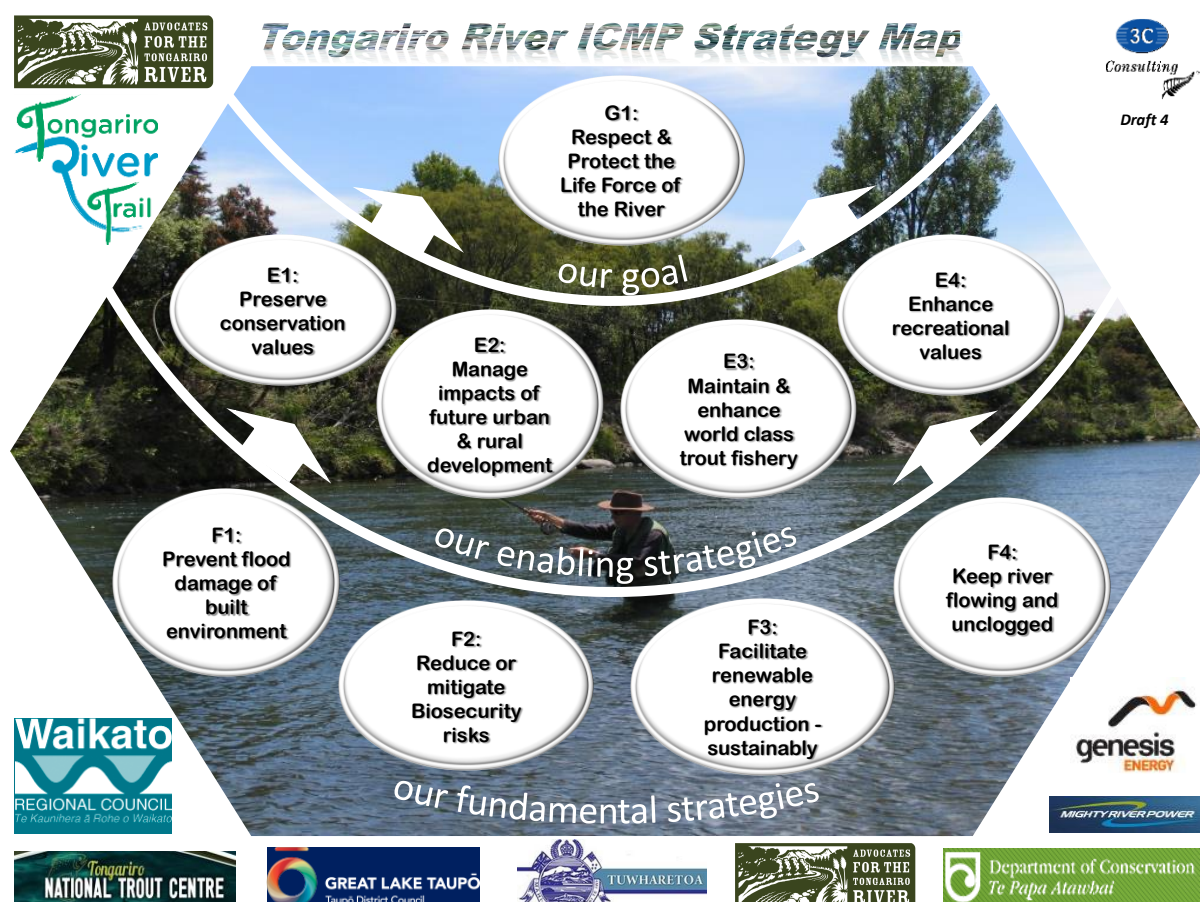 ADVOCATES
FOR THE
TONGARIRO
RIVER
Tongariro River ICMP Strategy Map
3C
Consulting
Draft 4
Tongariro
River
Trail
G1:
Respect &
Protect the
Life Force of
the River
our goal
E1:
Preserve
conservation
values
E2:
Manage
impacts of
future urban
& rural
development
E3:
Maintain &
enhance
world class
trout fishery
E4:
Enhance
recreational
values
our enabling strategies
F1:
Prevent flood
damage of
built
environment
F2:
Reduce or
mitigate
Biosecurity
risks
F3:
Facilitate
renewable
energy
production -
sustainably
F4:
Keep river
flowing and
unclogged
our fundamental strategies
Waikato
REGIONAL COUNCIL
Te Kaunihera ā Rohe o Waikato
genesis
ENERGY
MIGHTY RIVER POWER
Tongariro
NATIONAL TROUT CENTRE
GREAT LAKE TAUPŌ
Taupō District Council
TUWHARETOA
ADVOCATES
FOR THE
TONGARIRO
RIVER
Department of Conservation
Te Papa Atawhai